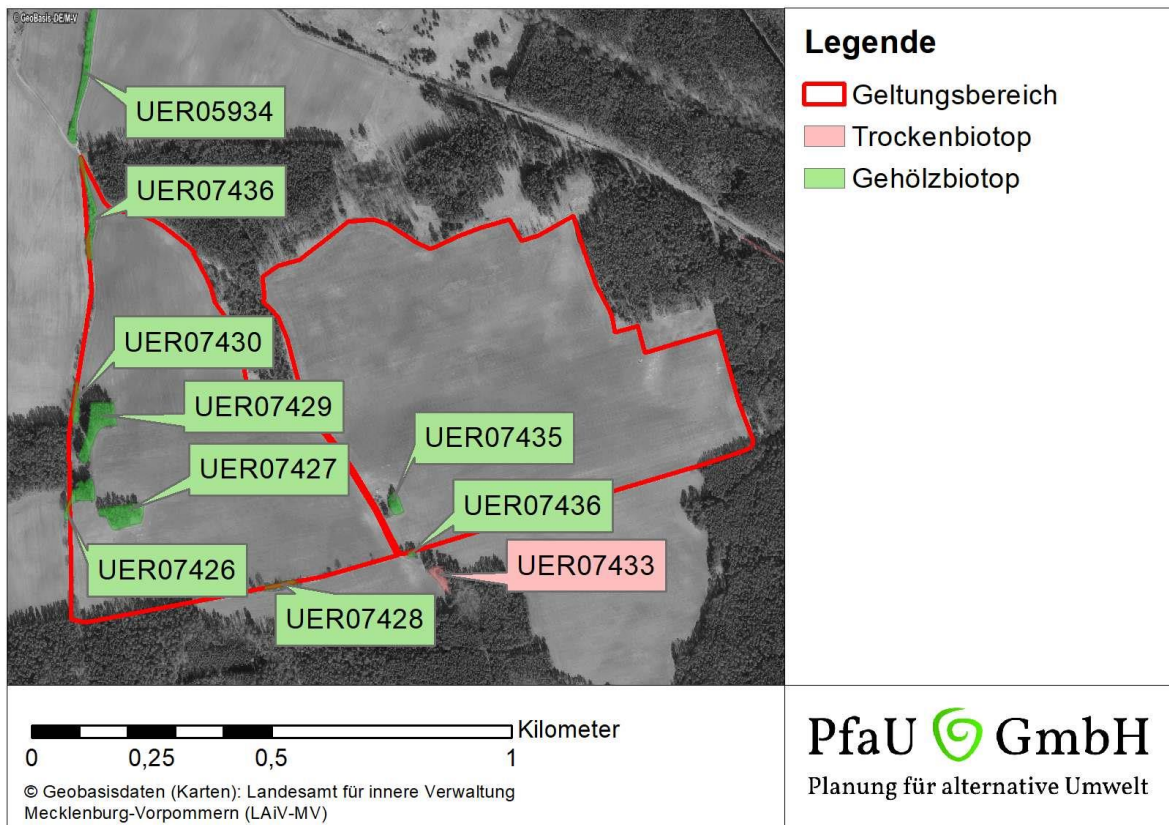 © GeoBasis-DE/M-V
UER05934
UER07436
UER07430
UER07429
UER07427
UER07426
UER07428
UER07435
UER07436
UER07433
Legende
Geltungsbereich
Trockenbiotop
Gehölzbiotop
Kilometer
0 0,25 0,5 1
© Geobasisdaten (Karten): Landesamt für innere Verwaltung
Mecklenburg-Vorpommern (LAiV-MV)
PfaU GmbH
Planung für alternative Umwelt